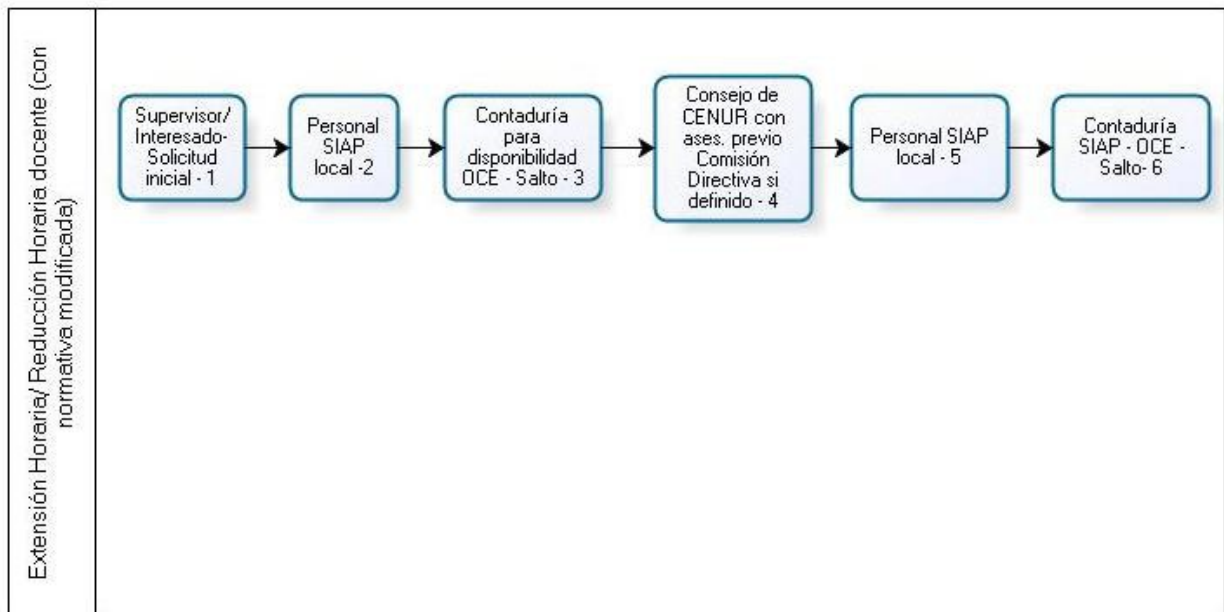 Extensión Horaria/ Reducción Horaria docente (con
normativa modificada)
Supervisor/
Interesado-
Solicitud
inicial - 1
Personal
SIAP
local -2
Contaduría
para
disponibilidad
OCE - Salto - 3
Consejo de
CENUR con
ases. previo
Comisión
Directiva si
definido - 4
Personal SIAP
local - 5
Contaduría
SIAP - OCE -
Salto- 6